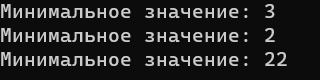 Минимальное значение: 3
Минимальное значение: 2
Минимальное значение: 22